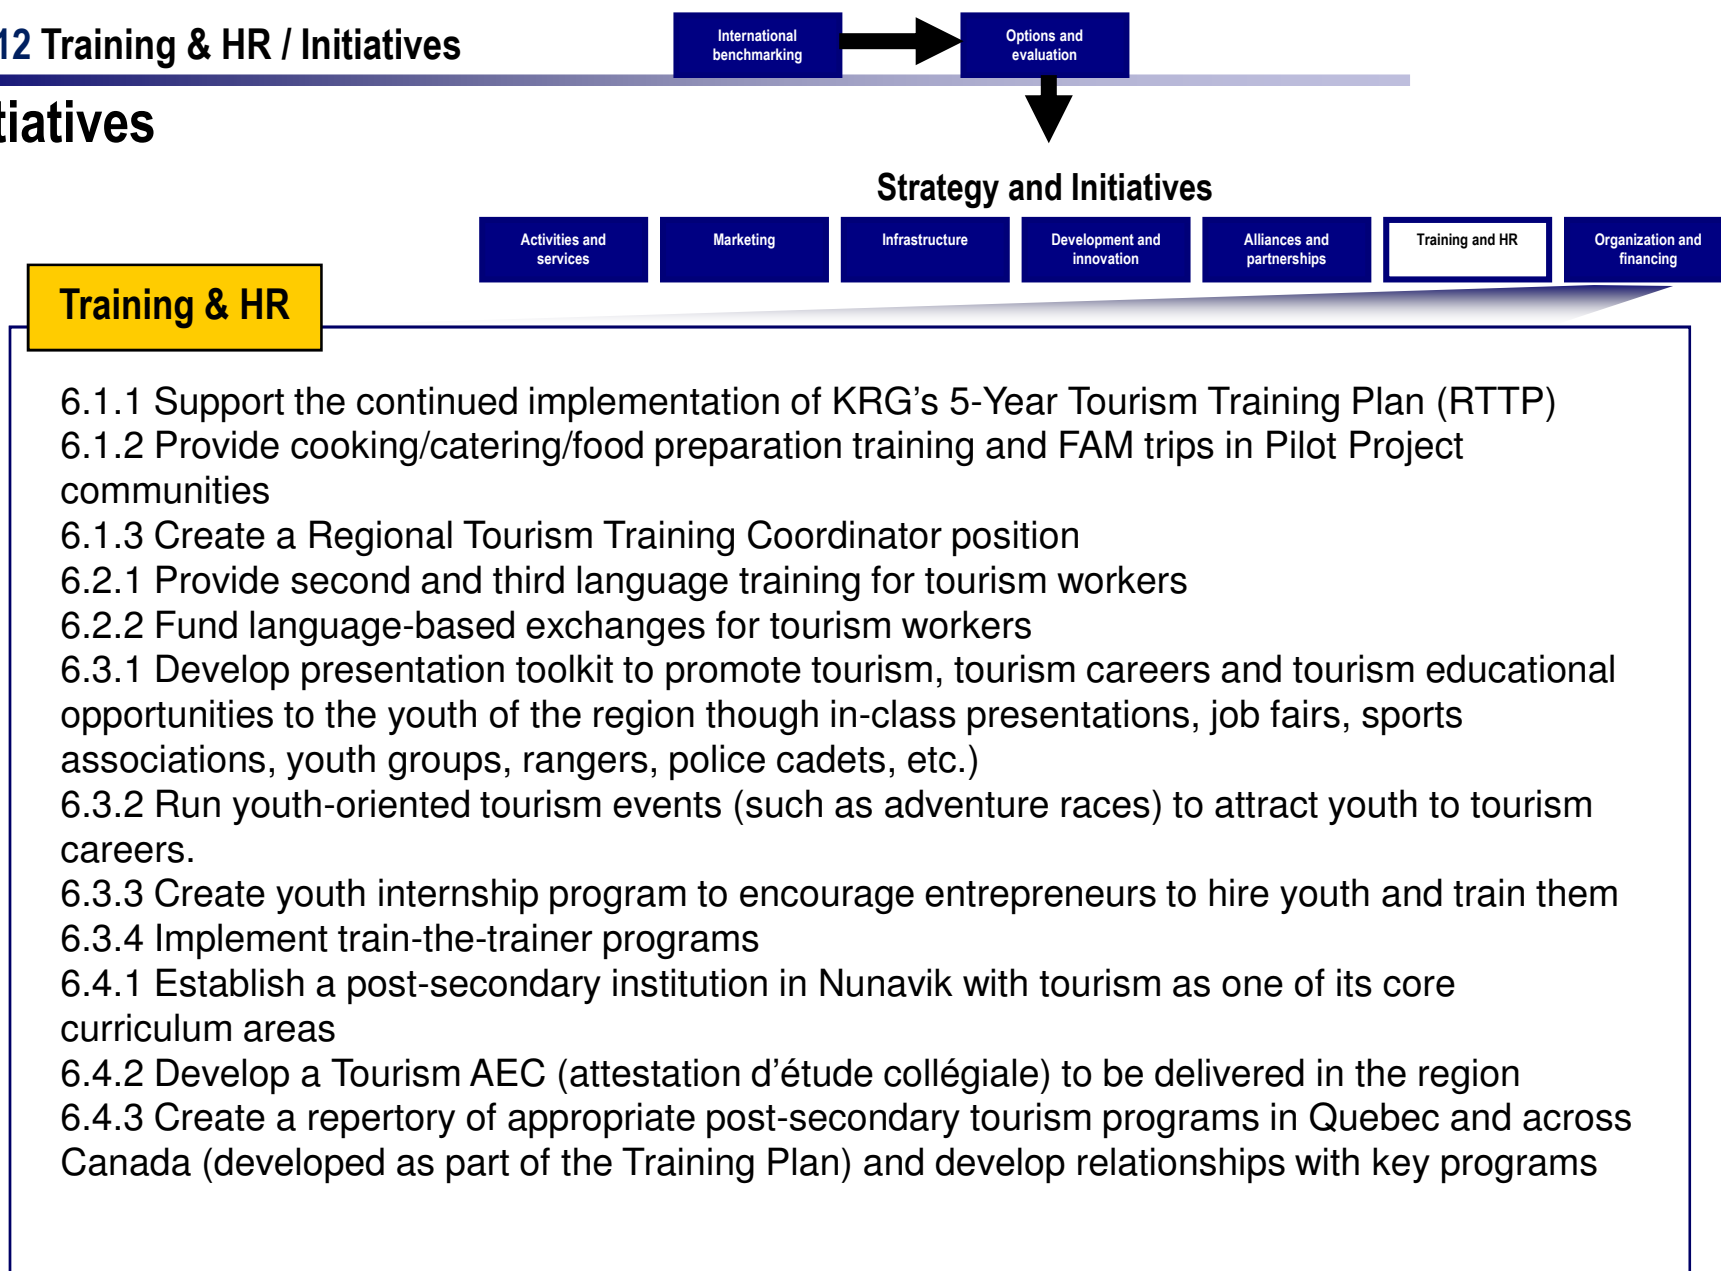 12 Training & HR / Initiatives
International
benchmarking
Options and
evaluation
tiatives
Strategy and Initiatives
Activities and
services
Marketing
Infrastructure
Development and
innovation
Alliances and
partnerships
Training and HR
Organization and
financing
Training & HR
6.1.1 Support the continued implementation of KRG’s 5-Year Tourism Training Plan (RTTP)
6.1.2 Provide cooking/catering/food preparation training and FAM trips in Pilot Project
communities
6.1.3 Create a Regional Tourism Training Coordinator position
6.2.1 Provide second and third language training for tourism workers
6.2.2 Fund language-based exchanges for tourism workers
6.3.1 Develop presentation toolkit to promote tourism, tourism careers and tourism educational
opportunities to the youth of the region though in-class presentations, job fairs, sports
associations, youth groups, rangers, police cadets, etc.)
6.3.2 Run youth-oriented tourism events (such as adventure races) to attract youth to tourism
careers.
6.3.3 Create youth internship program to encourage entrepreneurs to hire youth and train them
6.3.4 Implement train-the-trainer programs
6.4.1 Establish a post-secondary institution in Nunavik with tourism as one of its core
curriculum areas
6.4.2 Develop a Tourism AEC (attestation d’étude collégiale) to be delivered in the region
6.4.3 Create a repertory of appropriate post-secondary tourism programs in Quebec and across
Canada (developed as part of the Training Plan) and develop relationships with key programs